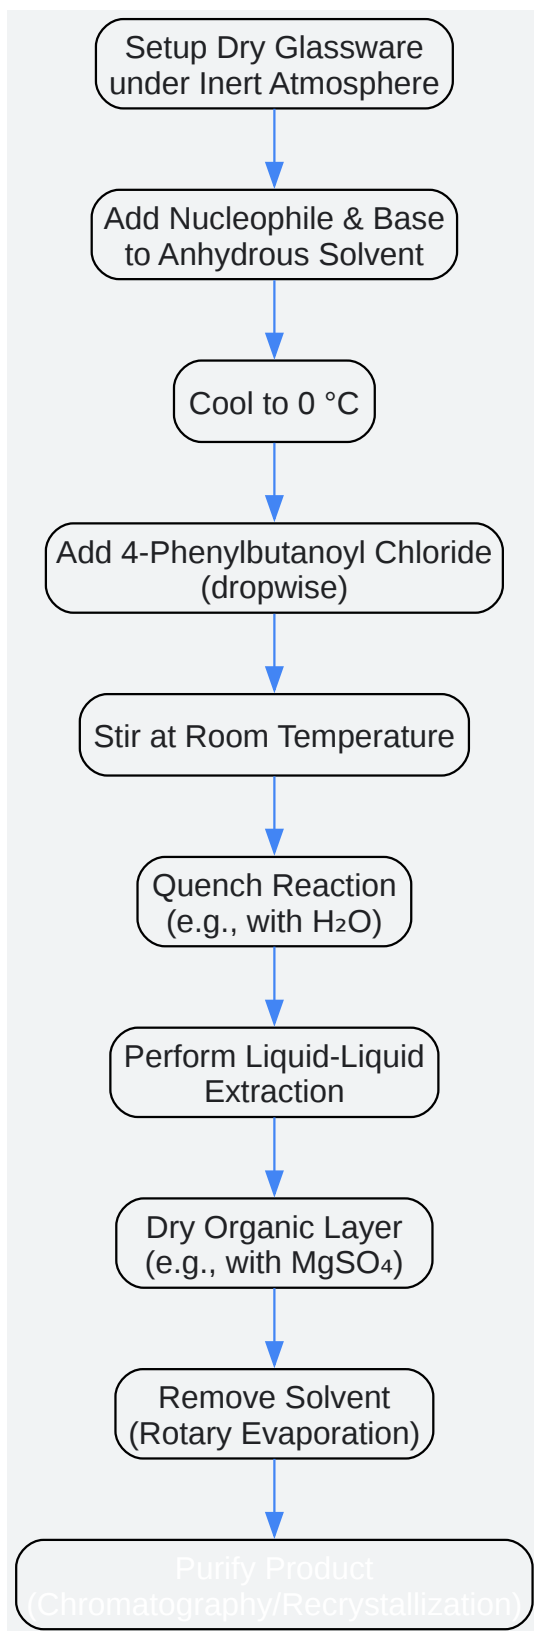 Setup Dry Glassware
under Inert Atmosphere
Add Nucleophile & Base
to Anhydrous Solvent
Cool to 0 °C
Add 4-Phenylbutanoyl Chloride
(dropwise)
Stir at Room Temperature
Quench Reaction
(e.g., with H₂O)
Perform Liquid-Liquid
Extraction
Dry Organic Layer
(e.g., with MgSO₄)
Remove Solvent
(Rotary Evaporation)
Purify Product
(Chromatography/Recrystallization)